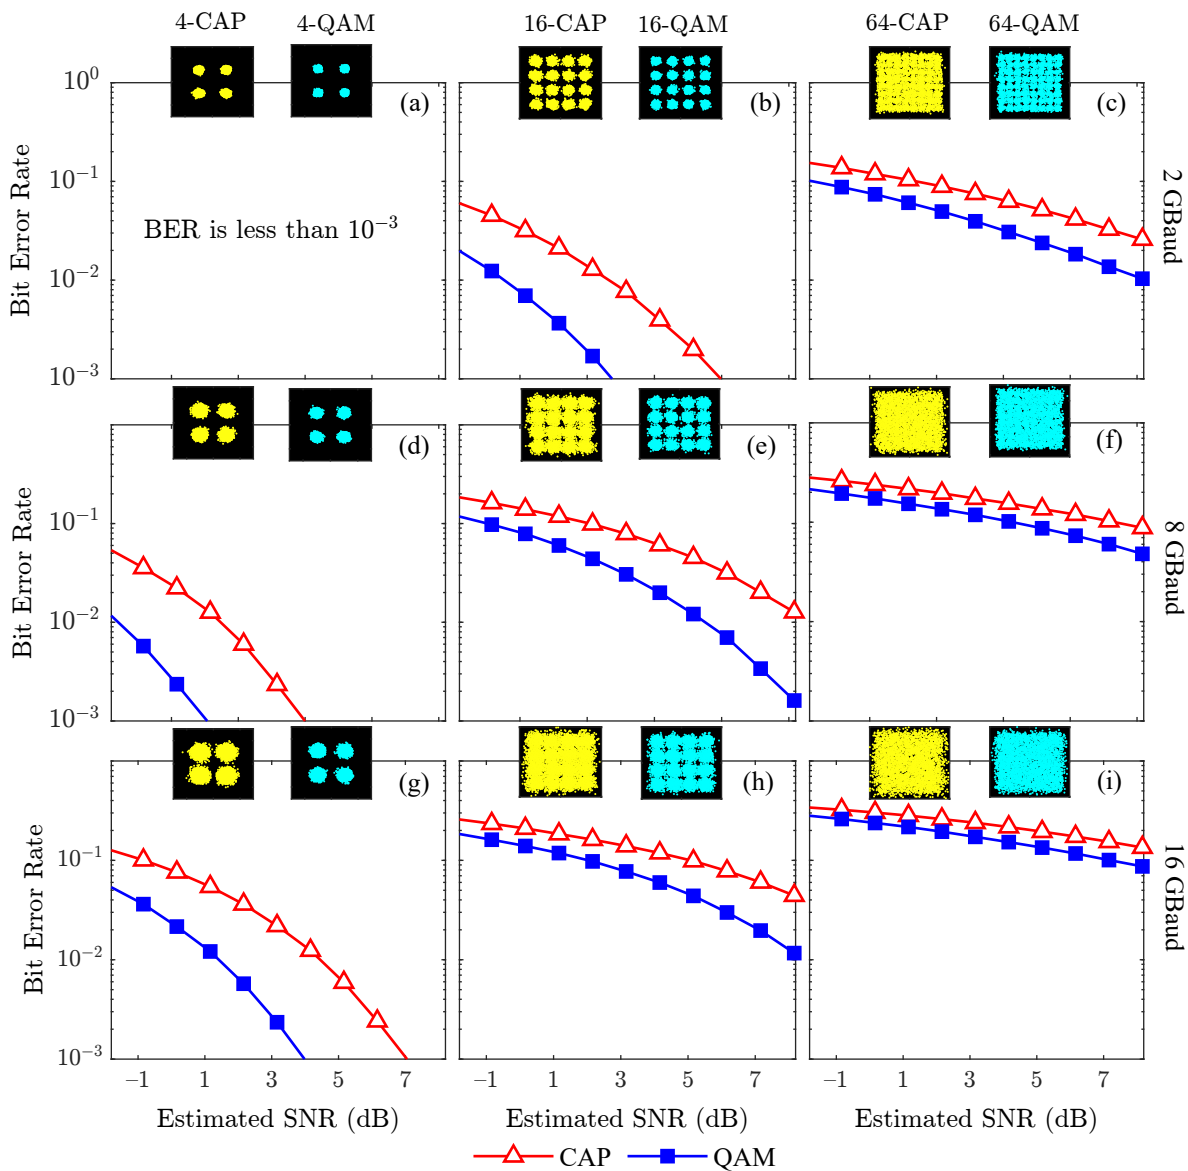 4-CAP 4-QAM 16-CAP 16-QAM 64-CAP 64-QAM
(a) (b) (c)
10⁰
10⁻¹
10⁻²
10⁻³
Bit Error Rate
BER is less than 10⁻³
2 GBaud
(d) (e) (f)
10⁻¹
10⁻²
10⁻³
Bit Error Rate
8 GBaud
(g) (h) (i)
10⁻¹
10⁻²
10⁻³
Bit Error Rate
16 GBaud
−1 1 3 5 7 −1 1 3 5 7 −1 1 3 5 7
Estimated SNR (dB) Estimated SNR (dB) Estimated SNR (dB)
CAP QAM